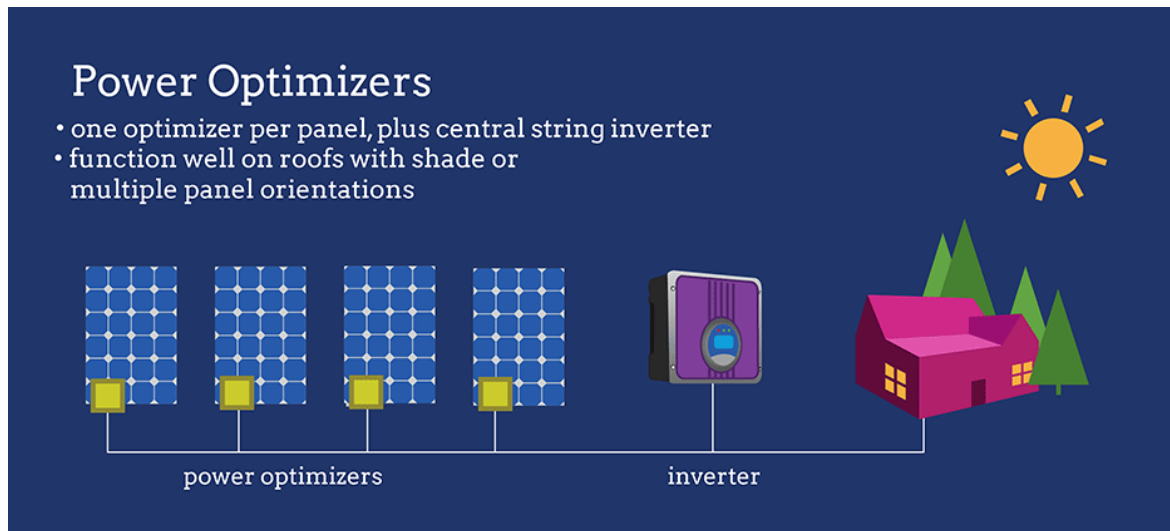 Power Optimizers
• one optimizer per panel, plus central string inverter
• function well on roofs with shade or
multiple panel orientations
power optimizers
inverter